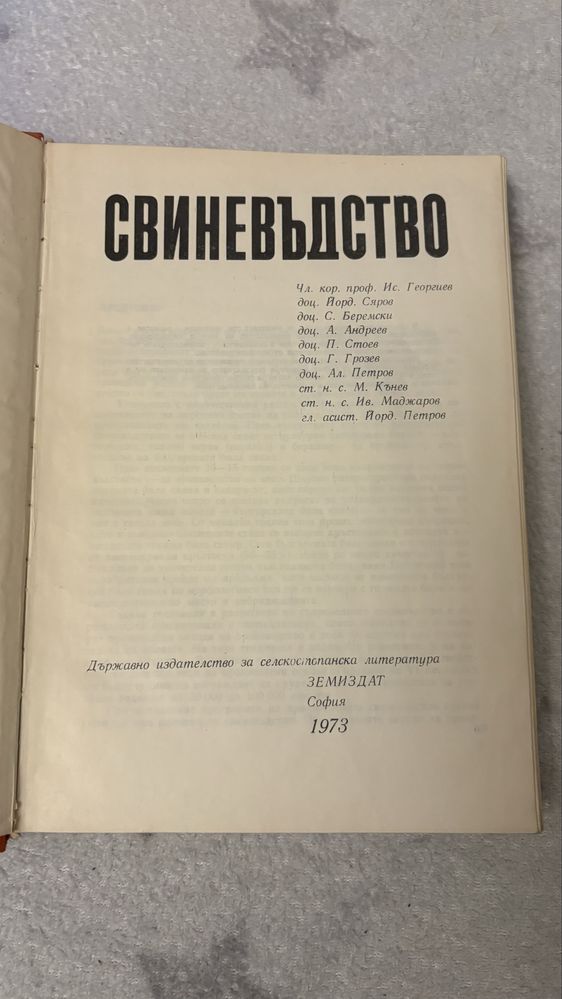 СВИНЕВЪДСТВО
Чл. кор. проф. Ис. Георгиев
доц. Йорд. Сяров
доц. С. Беремски
доц. А. Андреев
доц. П. Стоев
доц. Г. Грозев
доц. Ал. Петров
ст. н. с. М. Кънев
ст. н. с. Ив. Маджаров
гл. асист. Йорд. Петров
Държавно издателство за селскостопанска литература
ЗЕМИЗДАТ
София
1973